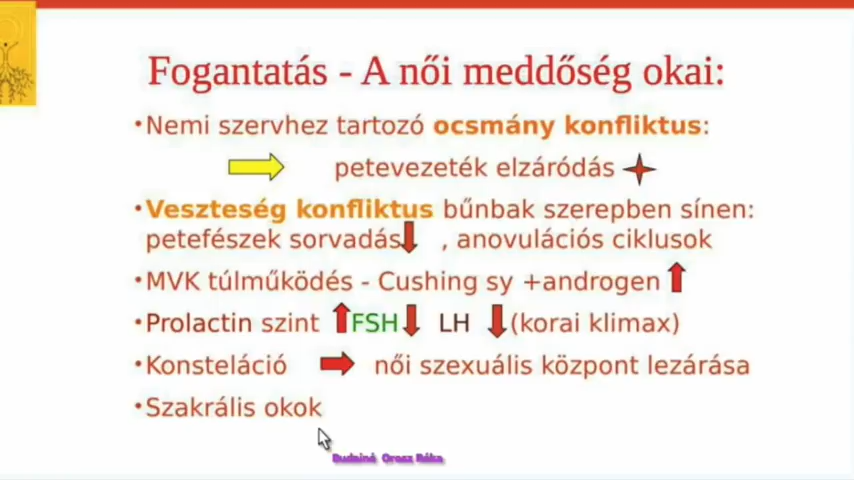 Fogantatás - A női meddőség okai:
•Nemi szervhez tartozó ocsmány konfliktus:
petevezeték elzáródás
•Veszteség konfliktus bűnbak szerepben sínen:
petefészek sorvadás , anovulációs ciklusok
•MVK túlműködés - Cushing sy +androgen
•Prolactin szint FSH LH (korai klimax)
•Konsteláció női szexuális központ lezárása
•Szakrális okok
Budainé Orosz Réka